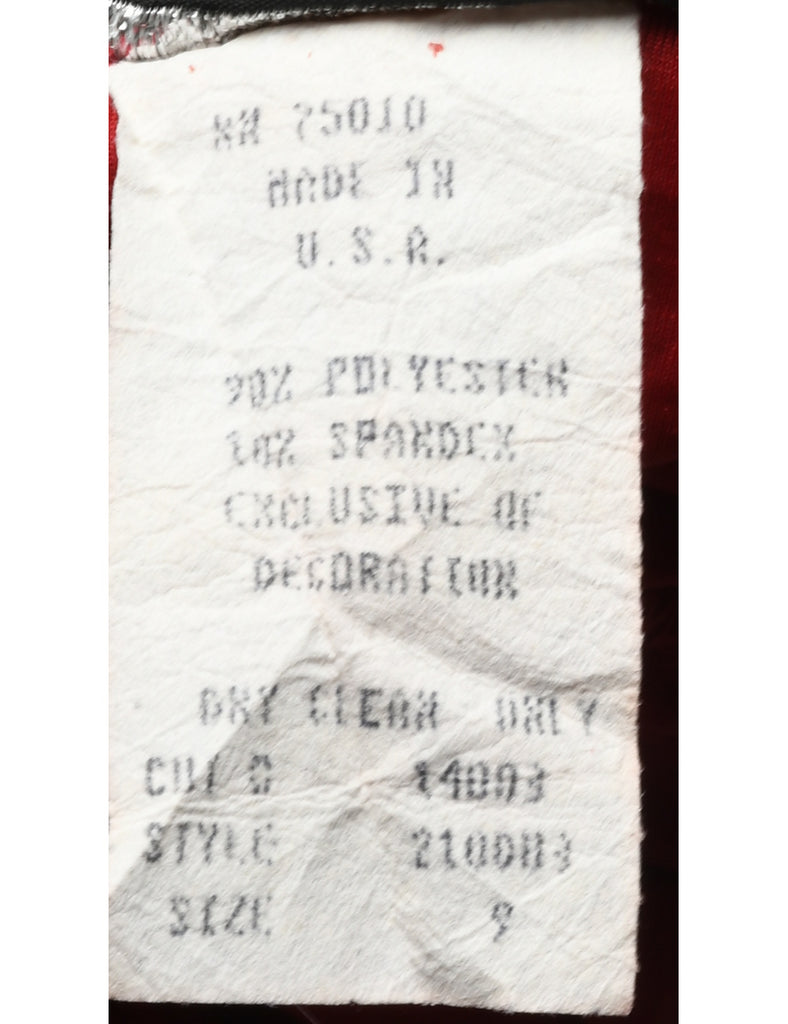 RN 75010
MADE IN
U.S.A.
90% POLYESTER
10% SPANDEX
EXCLUSIVE OF
DECORATION
DRY CLEAN ONLY
CUT #
STYLE
SIZE 9